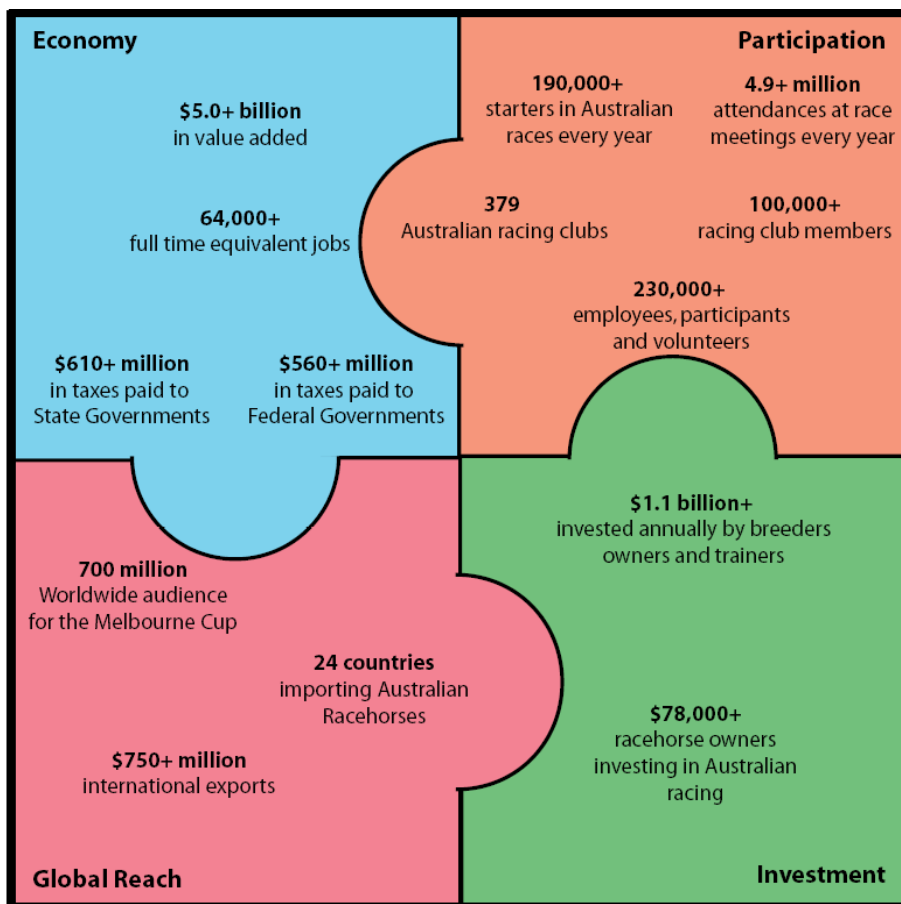 Economy
$5.0+ billion
in value added
64,000+
full time equivalent jobs
$610+ million
in taxes paid to
State Governments
$560+ million
in taxes paid to
Federal Governments
Participation
190,000+
starters in Australian
races every year
4.9+ million
attendances at race
meetings every year
379
Australian racing clubs
100,000+
racing club members
230,000+
employees, participants
and volunteers
700 million
Worldwide audience
for the Melbourne Cup
24 countries
importing Australian
Racehorses
$750+ million
international exports
Global Reach
$1.1 billion+
invested annually by breeders
owners and trainers
$78,000+
racehorse owners
investing in Australian
racing
Investment